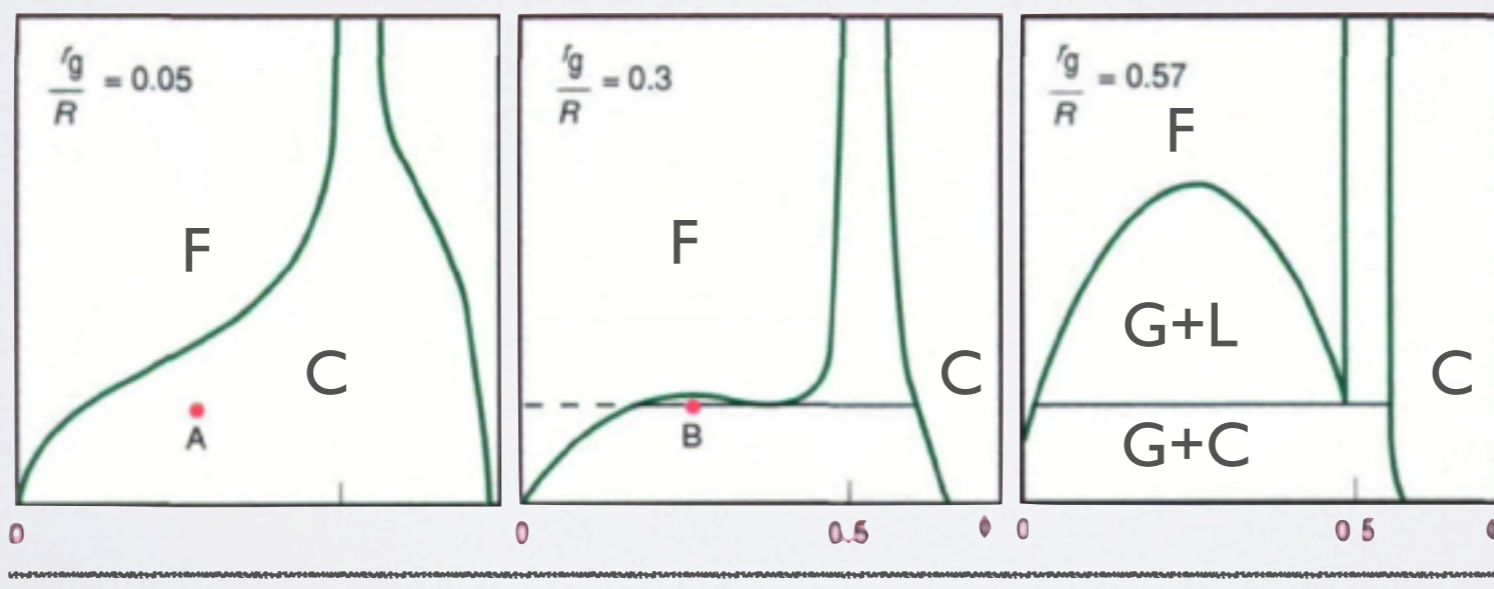 rg/R = 0.05
F
C
A
0
rg/R = 0.3
F
C
B
0
0.5
ϕ
rg/R = 0.57
F
G+L
C
G+C
0
0 5